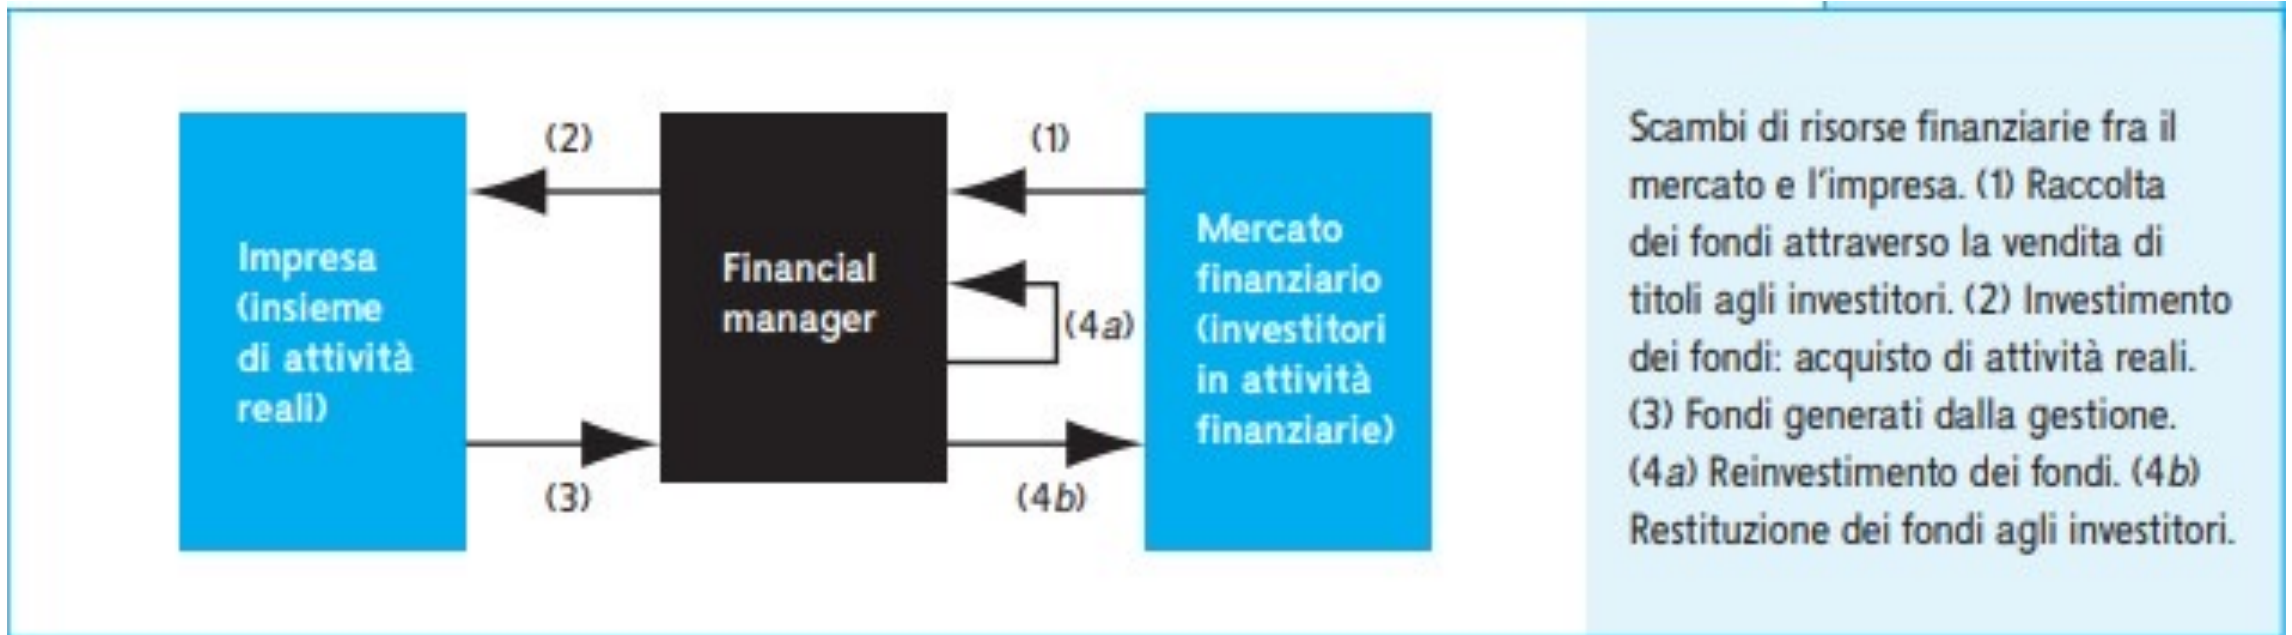 (2)
(1)
Impresa
(insieme
di attività
reali)
Financial
manager
(4a)
Mercato
finanziario
(investitori
in attività
finanziarie)
(3)
(4b)
Scambi di risorse finanziarie fra il
mercato e l'impresa. (1) Raccolta
dei fondi attraverso la vendita di
titoli agli investitori. (2) Investimento
dei fondi: acquisto di attività reali.
(3) Fondi generati dalla gestione.
(4a) Reinvestimento dei fondi. (4b)
Restituzione dei fondi agli investitori.